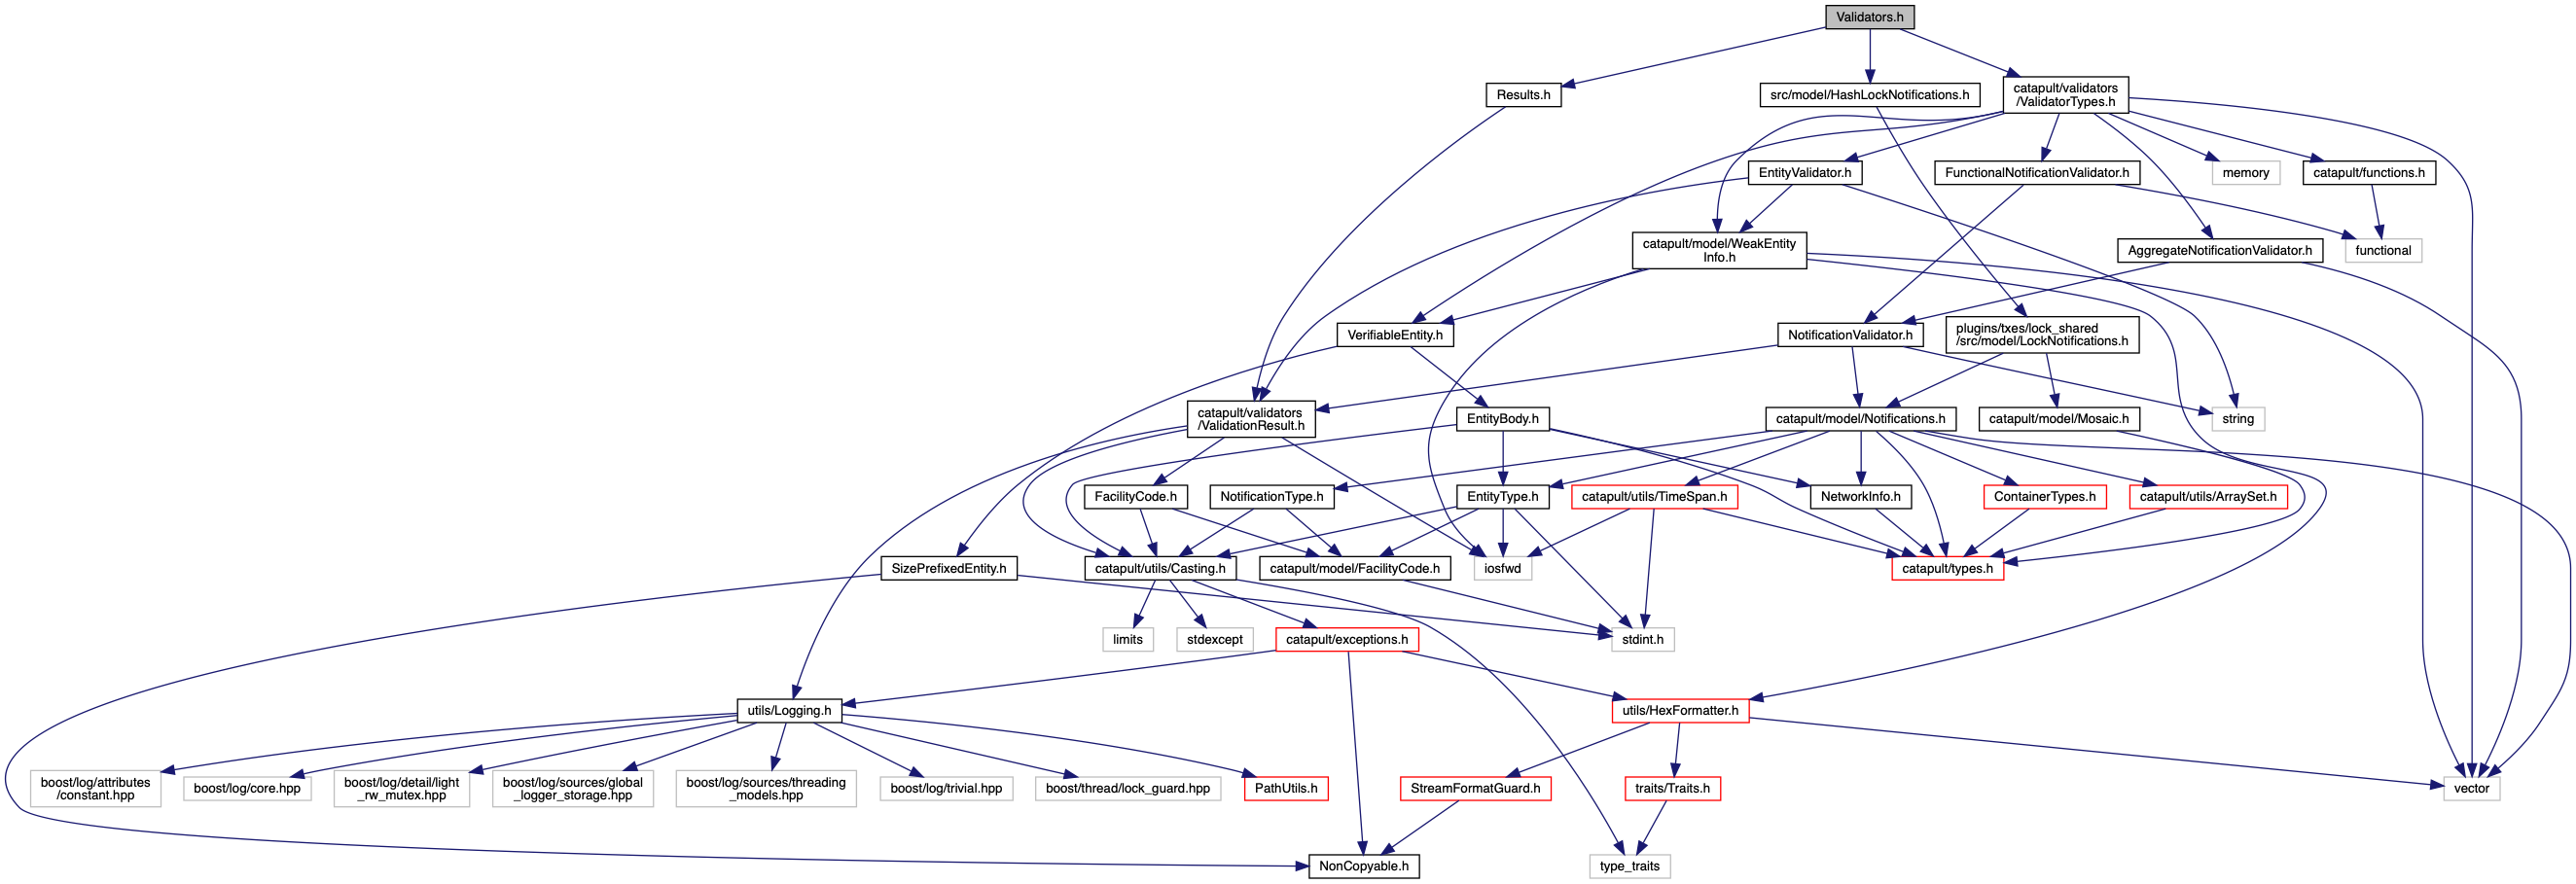 Validators.h
Results.h
src/model/HashLockNotifications.h
catapult/validators
/ValidatorTypes.h
EntityValidator.h
FunctionalNotificationValidator.h
memory
catapult/functions.h
catapult/model/WeakEntity
Info.h
AggregateNotificationValidator.h
functional
VerifiableEntity.h
NotificationValidator.h
plugins/txes/lock_shared
/src/model/LockNotifications.h
catapult/validators
/ValidationResult.h
EntityBody.h
catapult/model/Notifications.h
catapult/model/Mosaic.h
string
FacilityCode.h
NotificationType.h
EntityType.h
catapult/utils/TimeSpan.h
NetworkInfo.h
ContainerTypes.h
catapult/utils/ArraySet.h
SizePrefixedEntity.h
catapult/utils/Casting.h
catapult/model/FacilityCode.h
iosfwd
catapult/types.h
limits
stdexcept
catapult/exceptions.h
stdint.h
utils/Logging.h
utils/HexFormatter.h
boost/log/attributes
/constant.hpp
boost/log/core.hpp
boost/log/detail/light
_rw_mutex.hpp
boost/log/sources/global
_logger_storage.hpp
boost/log/sources/threading
_models.hpp
boost/log/trivial.hpp
boost/thread/lock_guard.hpp
PathUtils.h
StreamFormatGuard.h
traits/Traits.h
vector
NonCopyable.h
type_traits